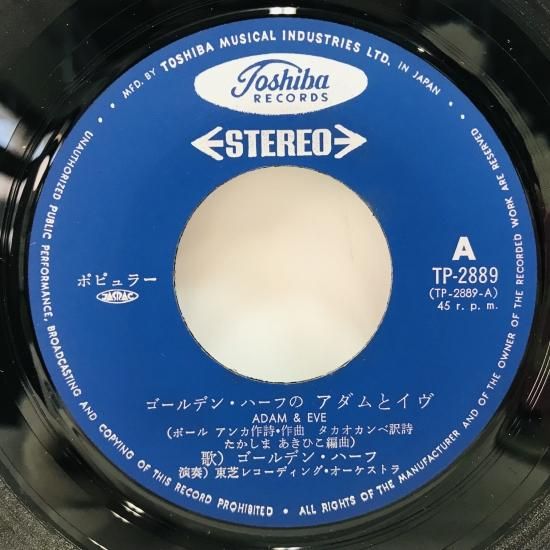 MFD. BY TOSHIBA MUSICAL INDUSTRIES LTD. IN JAPAN
Toshiba
RECORDS
STEREO
A
TP-2889
(TP-2889-A)
45 r. p. m.
ポピュラー
JASRAC
ゴールデン・ハーフの アダムとイヴ
ADAM & EVE
(ポール アンカ作詩・作曲 タカオカンベ訳詩
たかしま あきひこ編曲)
歌) ゴールデン・ハーフ
演奏) 東芝レコーディング・オーケストラ
UNAUTHORIZED PUBLIC PERFORMANCE, BROADCASTING AND COPYING OF THIS RECORD PROHIBITED • ALL RIGHTS OF THE MANUFACTURER AND OF THE OWNER OF THE RECORDED WORK ARE RESERVED